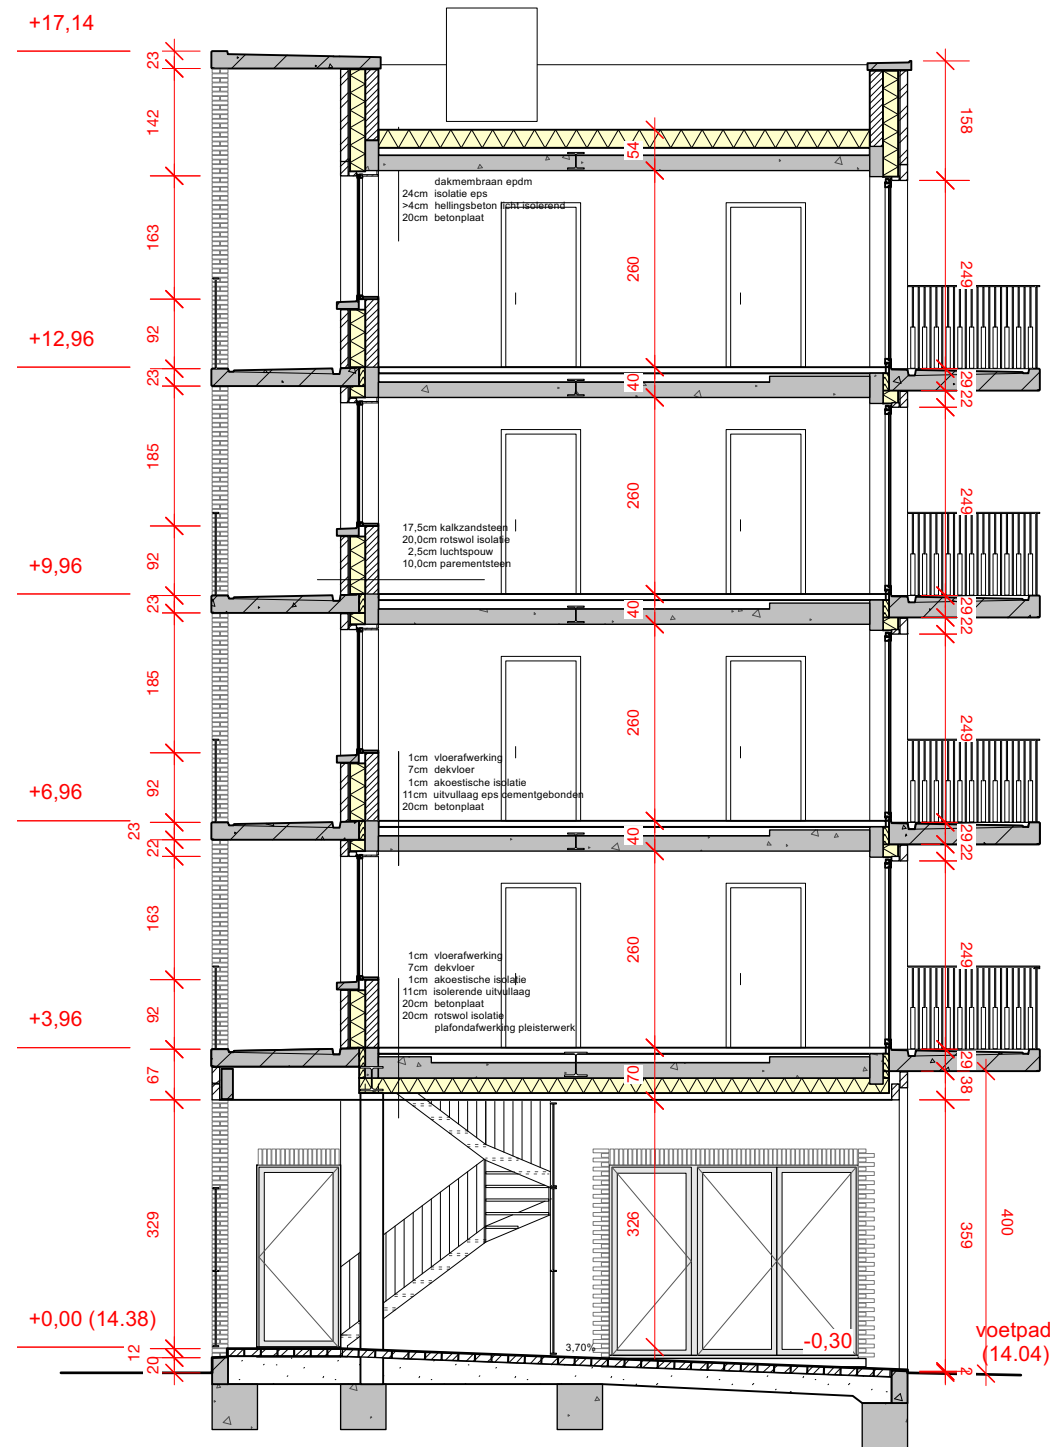 +17,14
23
142
158
54
dakmembraan epdm
24cm isolatie eps
>4cm hellingsbeton licht isolerend
20cm betonplaat
163
260
249
92
+12,96
23
40
29
22
185
260
249
17,5cm kalkzandsteen
20,0cm rotswol isolatie
2,5cm luchtspouw
10,0cm parementsteen
92
+9,96
23
40
29
22
185
260
249
1cm vloerafwerking
7cm dekvloer
1cm akoestische isolatie
11cm uitvullaag eps cementgebonden
20cm betonplaat
92
+6,96
23
22
40
29
22
163
260
249
1cm vloerafwerking
7cm dekvloer
1cm akoestische isolatie
11cm isolerende uitvullaag
20cm betonplaat
20cm rotswol isolatie
plafondafwerking pleisterwerk
92
+3,96
67
70
29
38
329
326
359
400
+0,00 (14.38)
12
20
3,70%
-0,30
2
voetpad
(14.04)